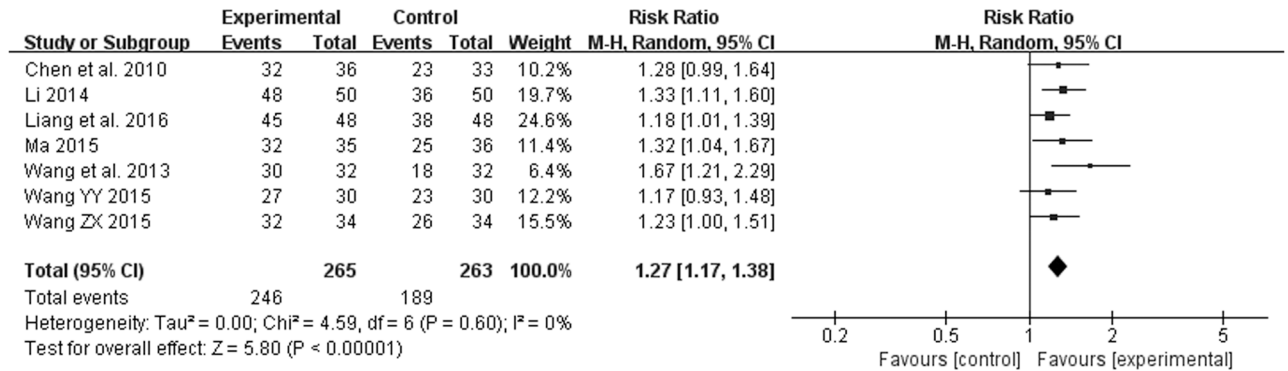 Experimental Control Risk Ratio Risk Ratio
Study or Subgroup Events Total Events Total Weight M-H, Random, 95% CI M-H, Random, 95% CI
Chen et al. 2010 32 36 23 33 10.2% 1.28 [0.99, 1.64]
Li 2014 48 50 36 50 19.7% 1.33 [1.11, 1.60]
Liang et al. 2016 45 48 38 48 24.6% 1.18 [1.01, 1.39]
Ma 2015 32 35 25 36 11.4% 1.32 [1.04, 1.67]
Wang et al. 2013 30 32 18 32 6.4% 1.67 [1.21, 2.29]
Wang YY 2015 27 30 23 30 12.2% 1.17 [0.93, 1.48]
Wang ZX 2015 32 34 26 34 15.5% 1.23 [1.00, 1.51]
Total (95% CI) 265 263 100.0% 1.27 [1.17, 1.38]
Total events 246 189
Heterogeneity: Tau² = 0.00; Chi² = 4.59, df = 6 (P = 0.60); I² = 0%
Test for overall effect: Z = 5.80 (P < 0.00001)
0.2 0.5 1 2 5
Favours [control] Favours [experimental]